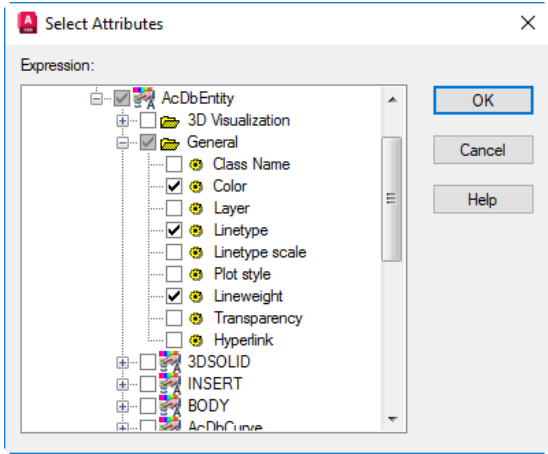 Select Attributes
Expression:
AcDbEntity
3D Visualization
General
Class Name
Color
Layer
Linetype
Linetype scale
Plot style
Lineweight
Transparency
Hyperlink
3DSOLID
INSERT
BODY
AcDbCurve
OK
Cancel
Help